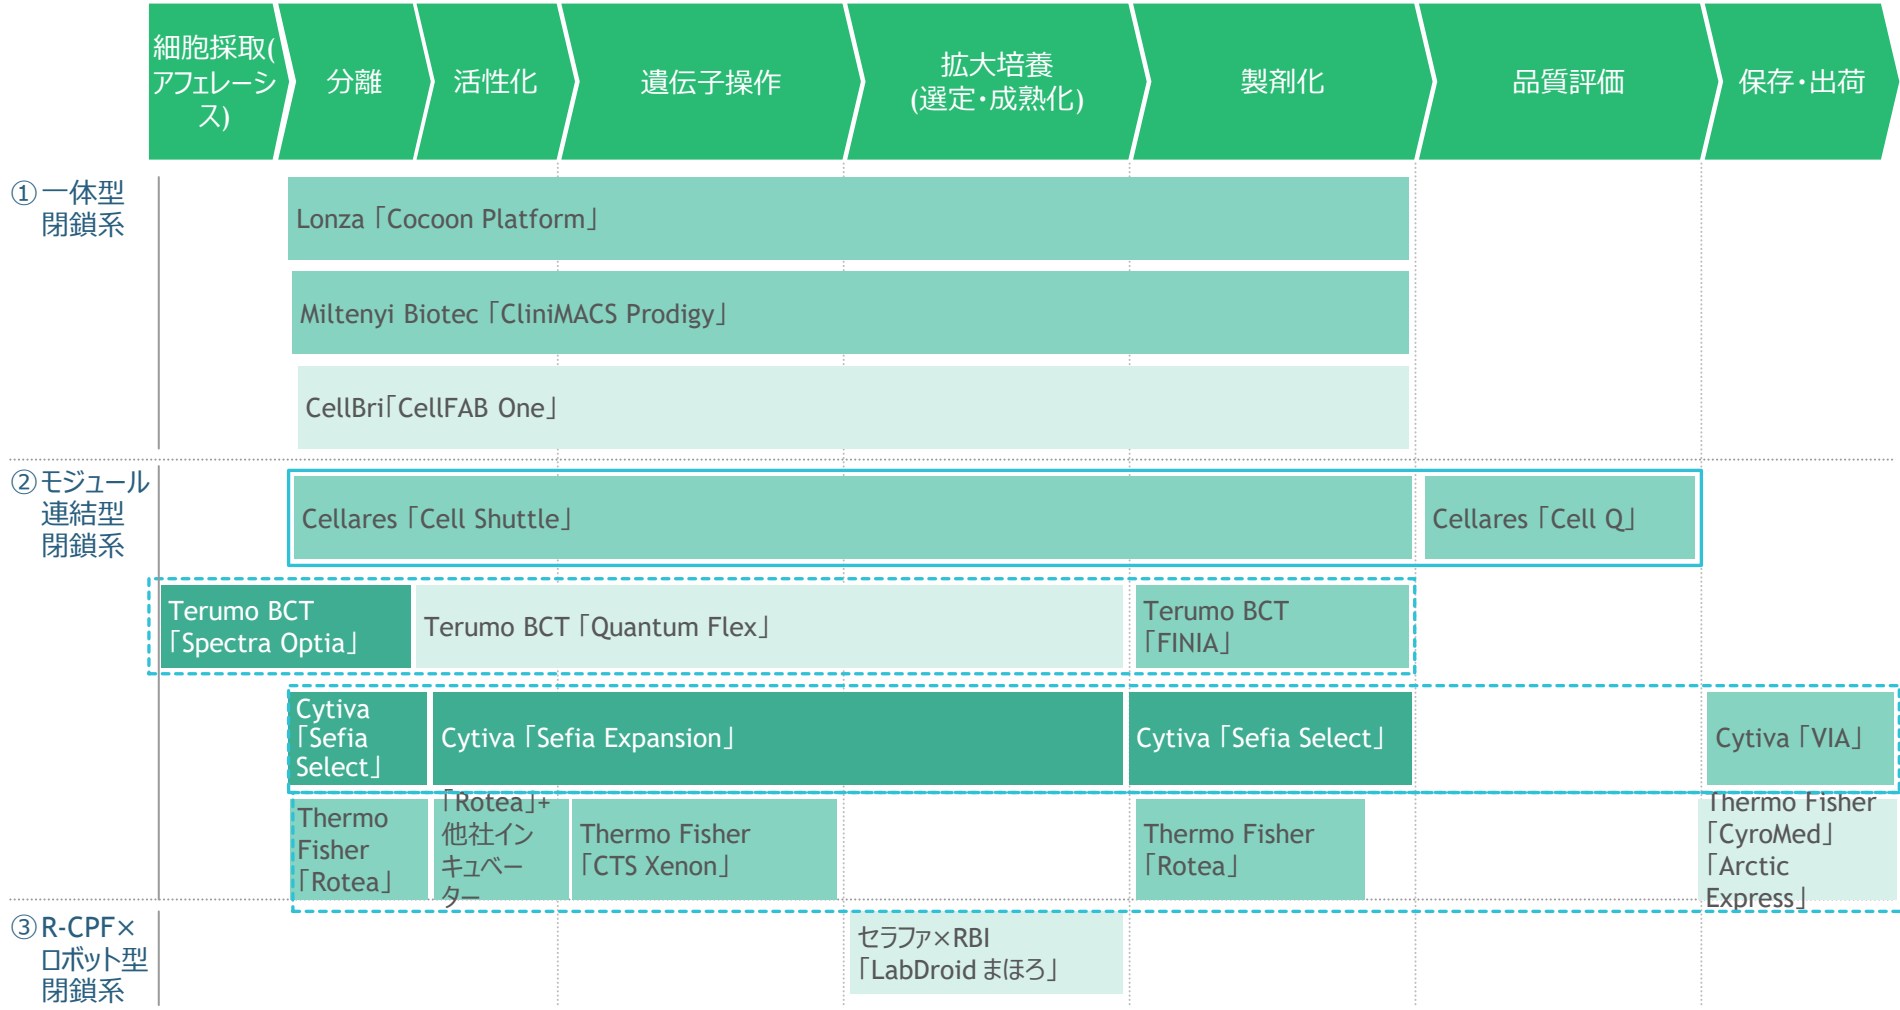 細胞採取(
アフェレーシ
ス)
分離
活性化
遺伝子操作
拡大培養
(選定・成熟化)
製剤化
品質評価
保存・出荷
①一体型
閉鎖系
Lonza「Cocoon Platform」
Miltenyi Biotec「CliniMACS Prodigy」
CellBri「CellFAB One」
②モジュール
連結型
閉鎖系
Cellares「Cell Shuttle」
Cellares「Cell Q」
Terumo BCT
「Spectra Optia」
Terumo BCT「Quantum Flex」
Terumo BCT
「FINIA」
Cytiva
「Sefia
Select」
Cytiva「Sefia Expansion」
Cytiva「Sefia Select」
Cytiva「VIA」
Thermo
Fisher
「Rotea」
「Rotea」+
他社イン
キュベー
ター
Thermo Fisher
「CTS Xenon」
Thermo Fisher
「Rotea」
Thermo Fisher
「CyroMed」
「Arctic
Express」
③R-CPF×
ロボット型
閉鎖系
セラファ×RBI
「LabDroid まほろ」